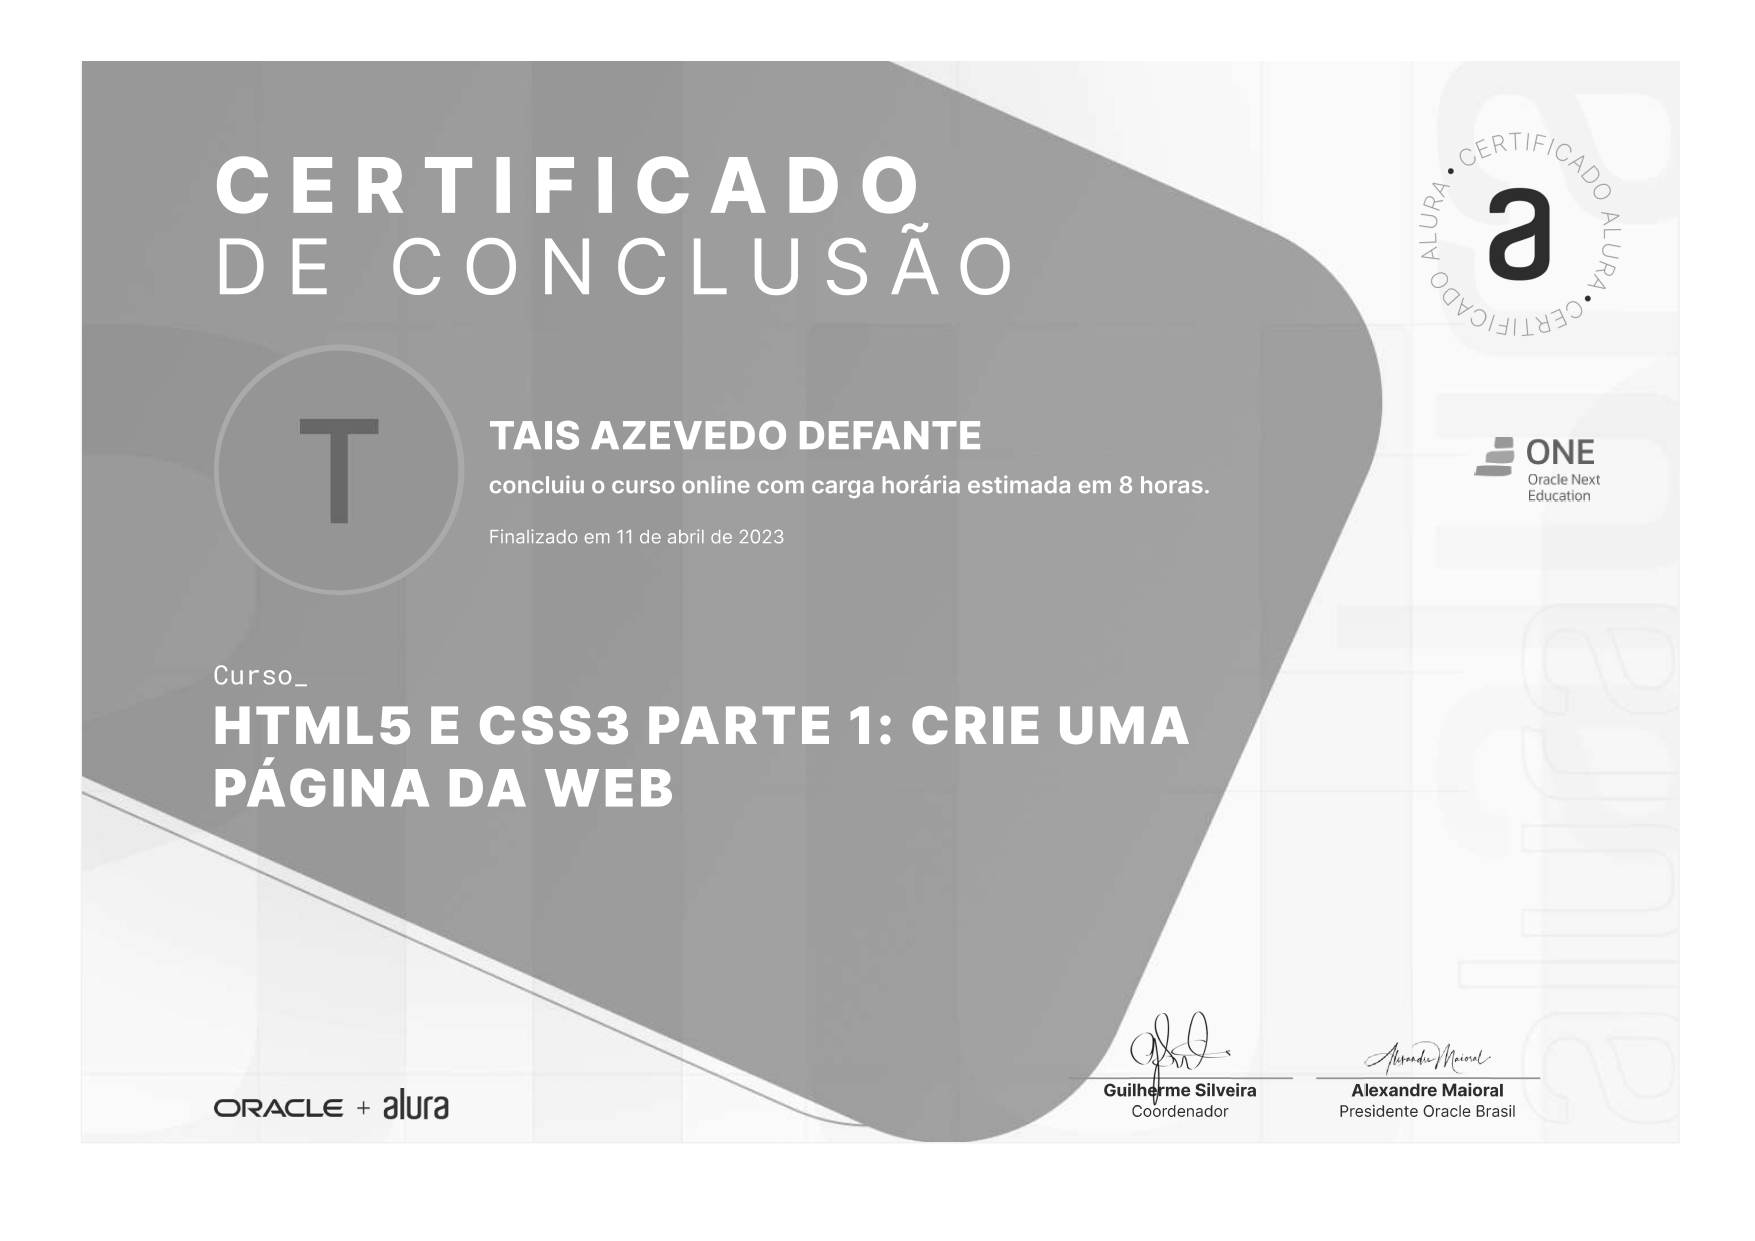 CERTIFICADO
DE CONCLUSÃO
CERTIFICADO ALURA • CERTIFICADO ALURA •
a
T
TAIS AZEVEDO DEFANTE
concluiu o curso online com carga horária estimada em 8 horas.
Finalizado em 11 de abril de 2023
ONE
Oracle Next
Education
Curso_
HTML5 E CSS3 PARTE 1: CRIE UMA
PÁGINA DA WEB
alura
alura
ORACLE + alura
Alexandre Maioral
Guilherme Silveira
Coordenador
Alexandre Maioral
Presidente Oracle Brasil